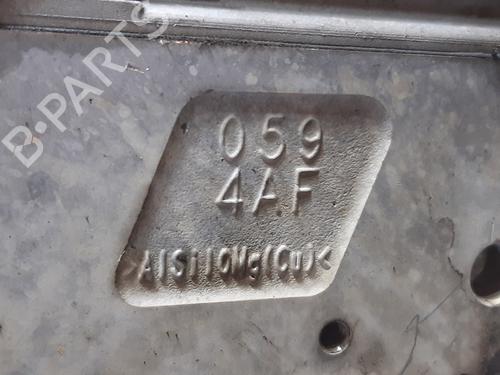 B-PARTS
059
4AF
>AlSi10Mg(Cu)<